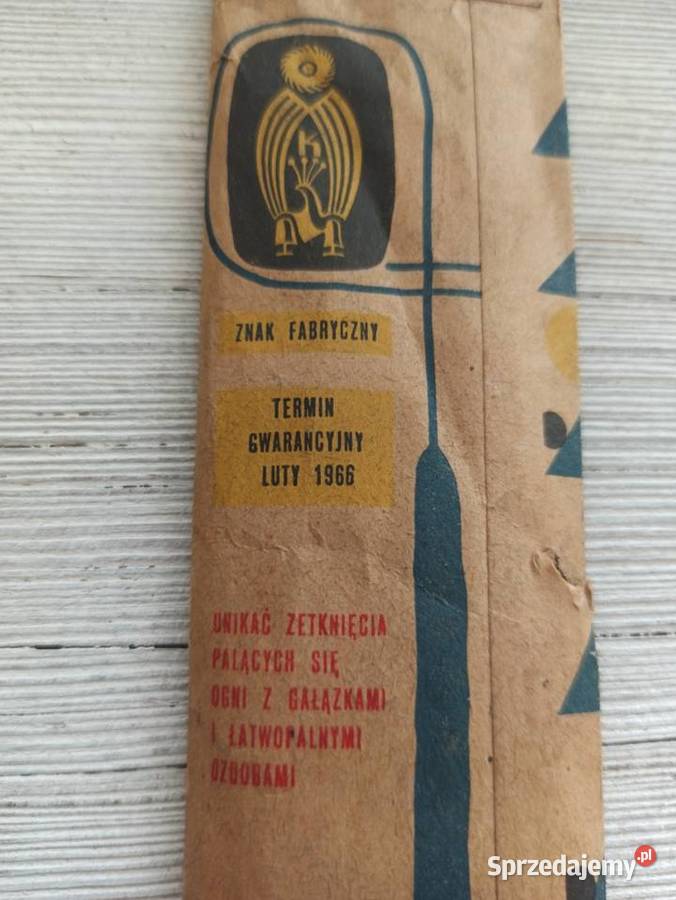 K
ZNAK FABRYCZNY
TERMIN
GWARANCYJNY
LUTY 1966
UNIKAĆ ZETKNIĘCIA
PALĄCYCH SIĘ
OGNI Z GAŁĄZKAMI
I ŁATWOPALNYMI
OZDOBAMI
Sprzedajemy.pl